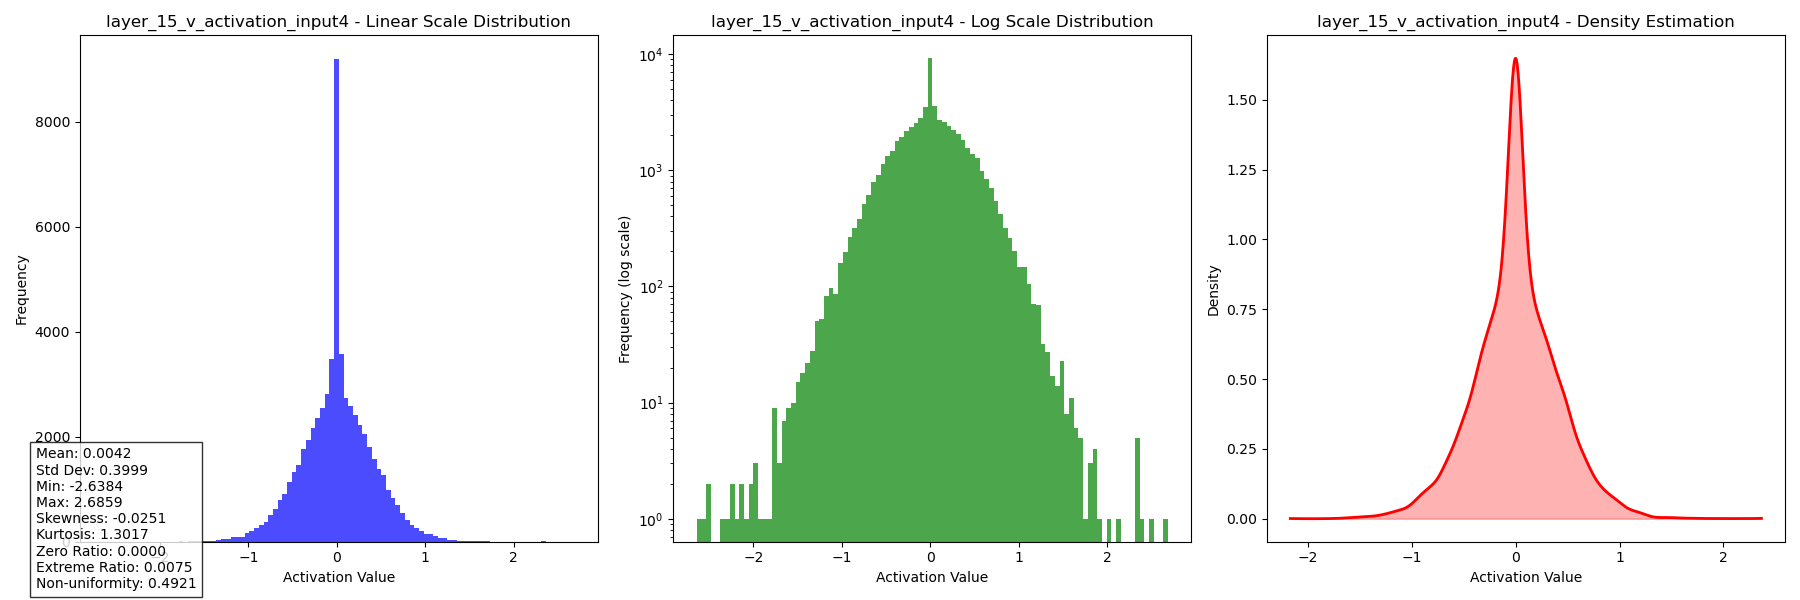 layer_15_v_activation_input4 - Linear Scale Distribution
Frequency
8000
6000
4000
2000
0
−2
−1
0
1
2
Activation Value
Mean: 0.0042
Std Dev: 0.3999
Min: -2.6384
Max: 2.6859
Skewness: -0.0251
Kurtosis: 1.3017
Zero Ratio: 0.0000
Extreme Ratio: 0.0075
Non-uniformity: 0.4921
layer_15_v_activation_input4 - Log Scale Distribution
Frequency (log scale)
10⁴
10³
10²
10¹
10⁰
−2
−1
0
1
2
Activation Value
layer_15_v_activation_input4 - Density Estimation
Density
1.50
1.25
1.00
0.75
0.50
0.25
0.00
−2
−1
0
1
2
Activation Value